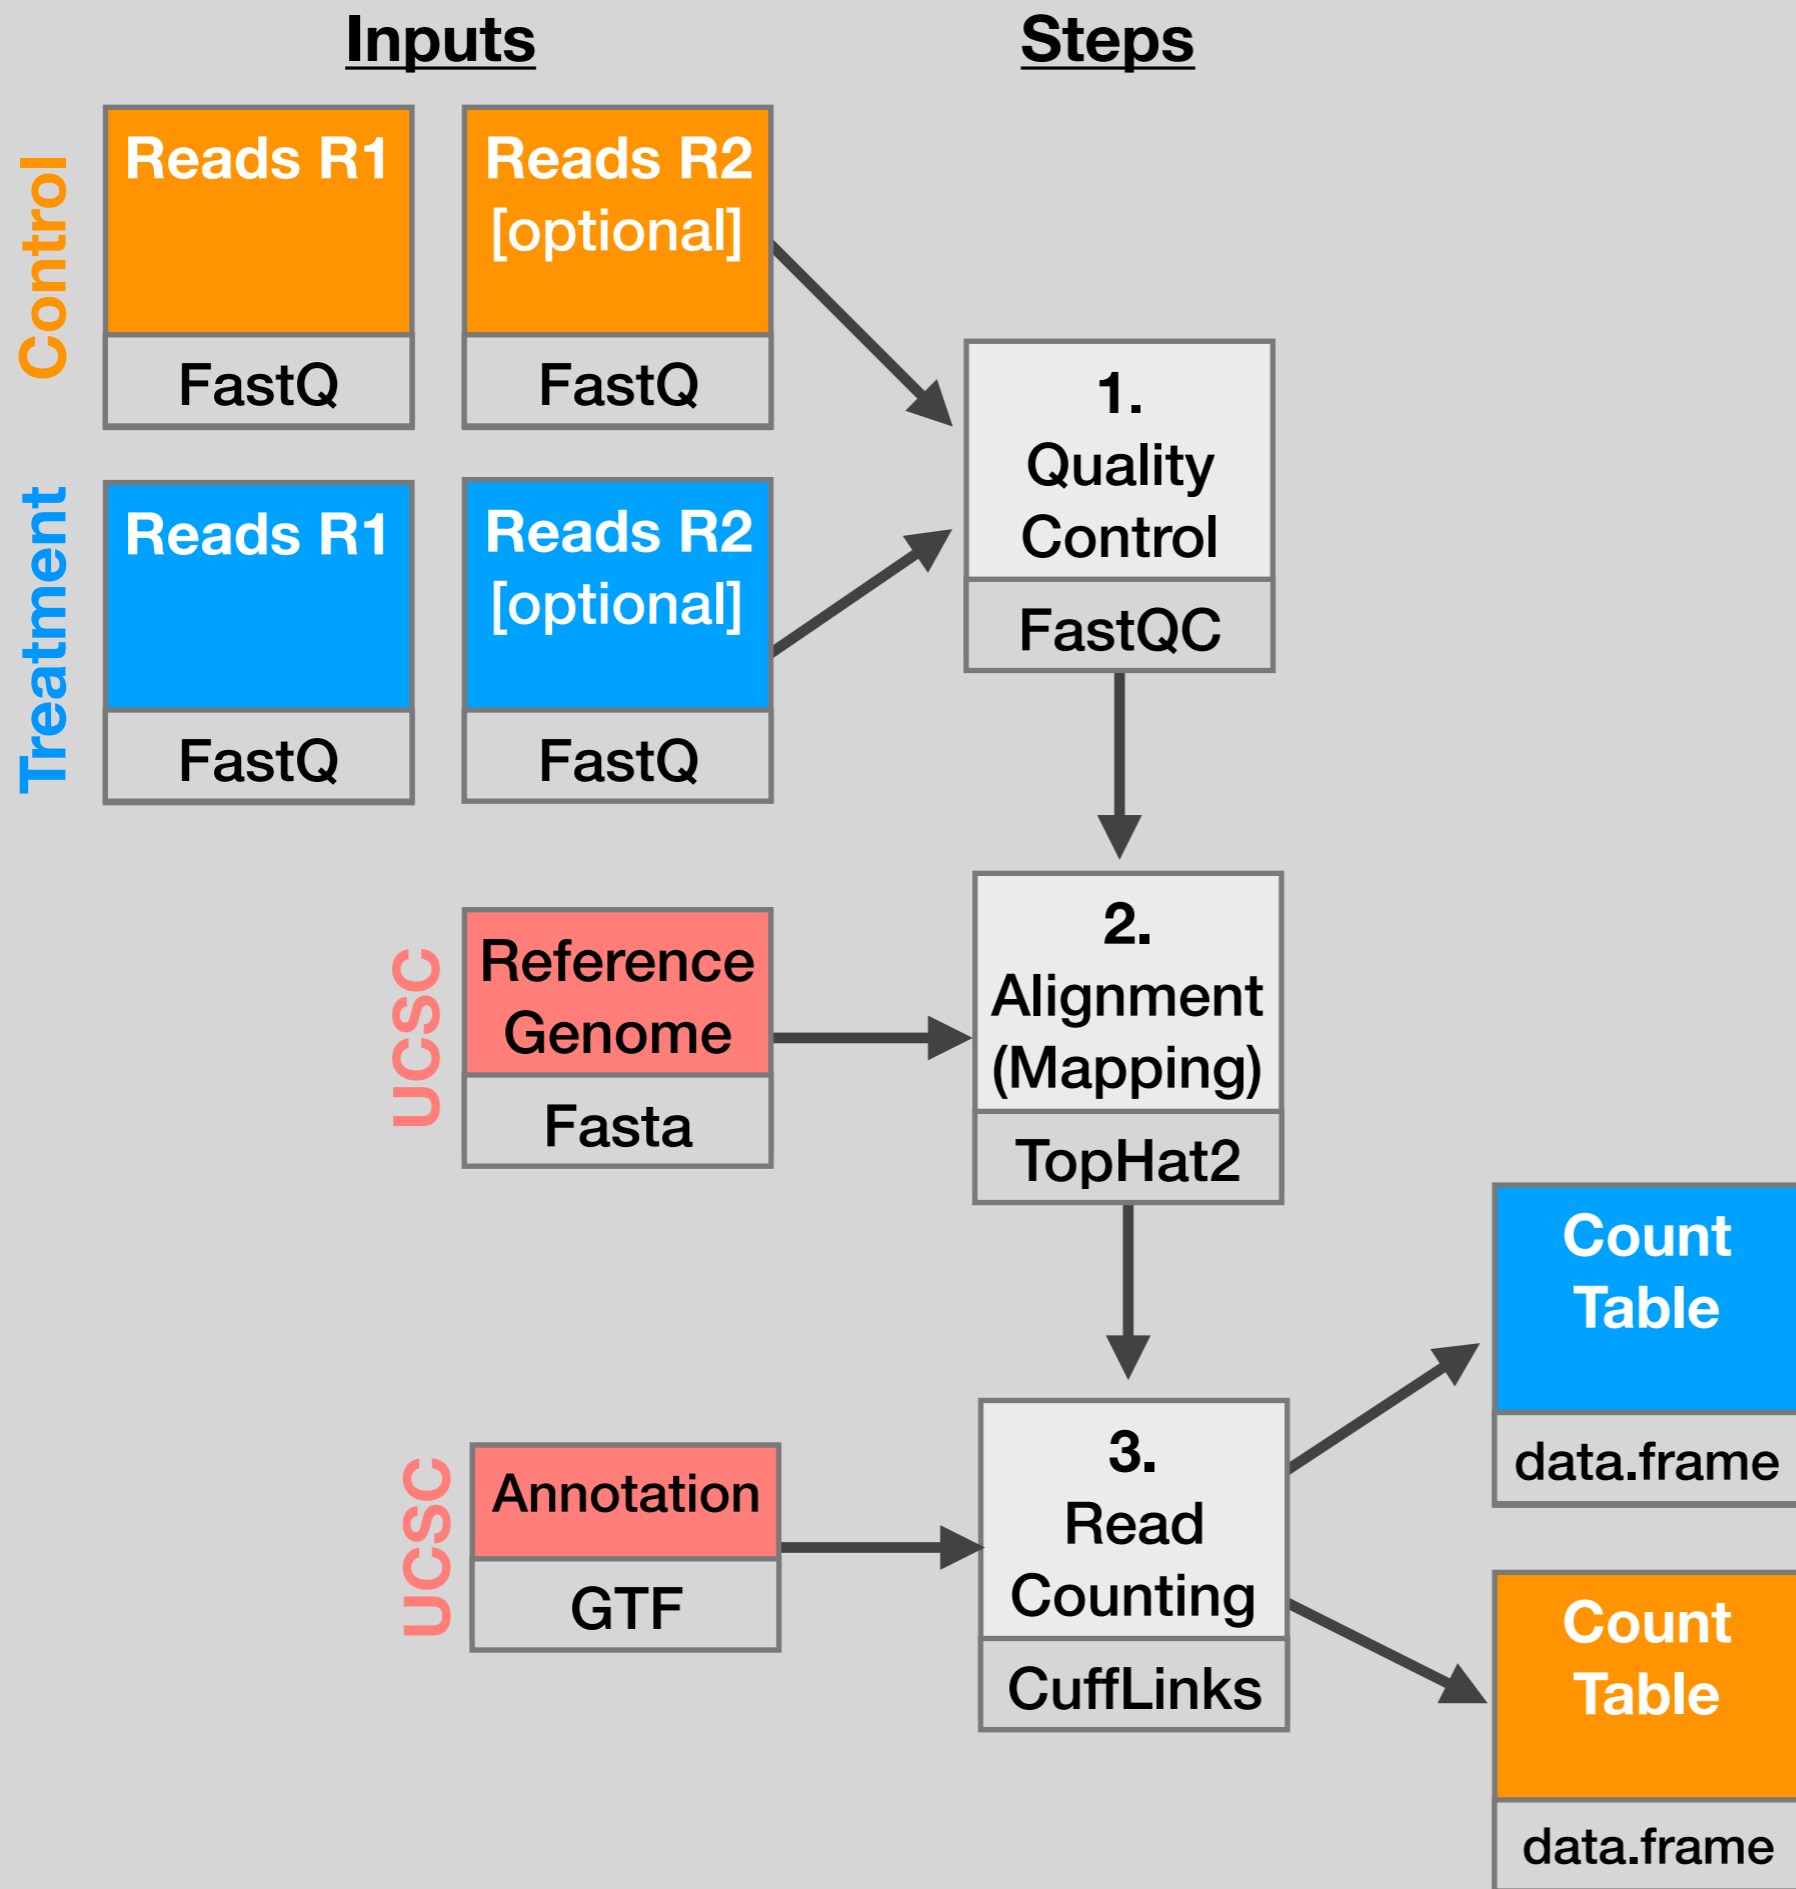 Inputs
Steps
Control
Reads R1
FastQ
Reads R2
[optional]
FastQ
Treatment
Reads R1
FastQ
Reads R2
[optional]
FastQ
1.
Quality
Control
FastQC
UCSC
Reference
Genome
Fasta
2.
Alignment
(Mapping)
TopHat2
UCSC
Annotation
GTF
3.
Read
Counting
CuffLinks
Count
Table
data.frame
Count
Table
data.frame